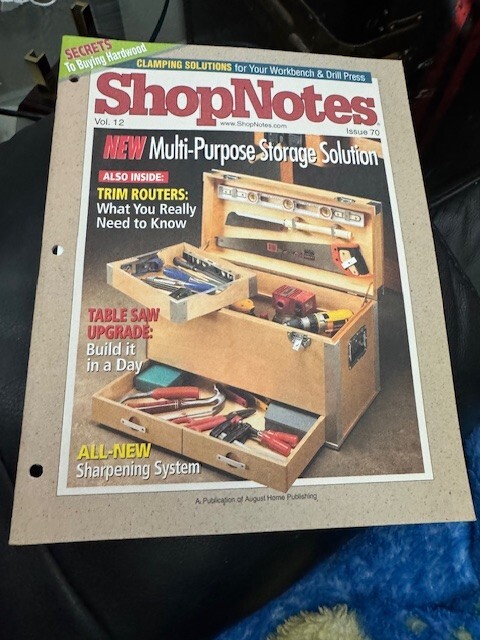 SECRETS
To Buying Hardwood
CLAMPING SOLUTIONS for Your Workbench & Drill Press
ShopNotes
Vol. 12
www.ShopNotes.com
Issue 70
NEW Multi-Purpose Storage Solution
ALSO INSIDE:
TRIM ROUTERS:
What You Really
Need to Know
TABLE SAW
UPGRADE:
Build it
in a Day
ALL-NEW
Sharpening System
A Publication of August Home Publishing